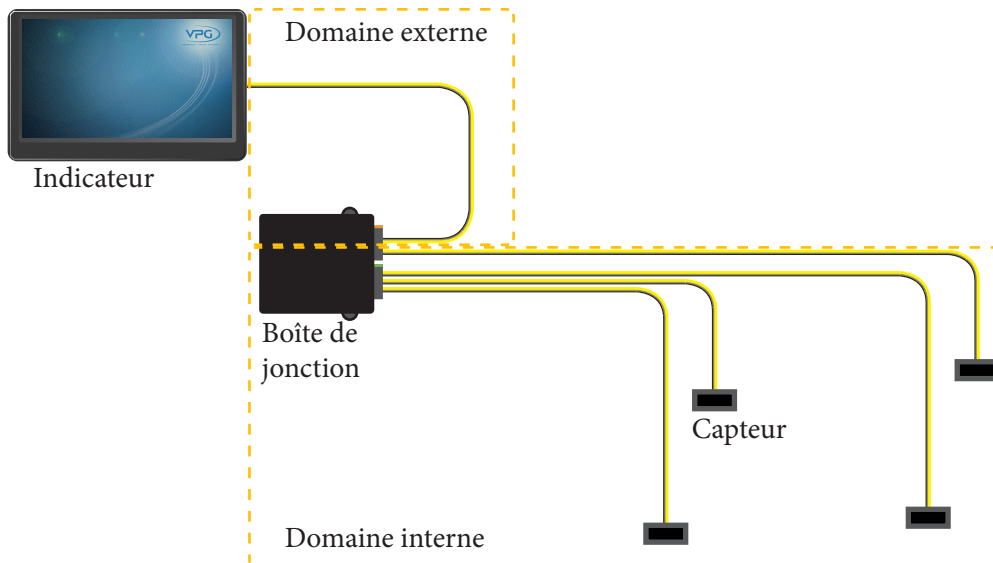 VPG
Domaine externe
Indicateur
Boîte de
jonction
Capteur
Domaine interne